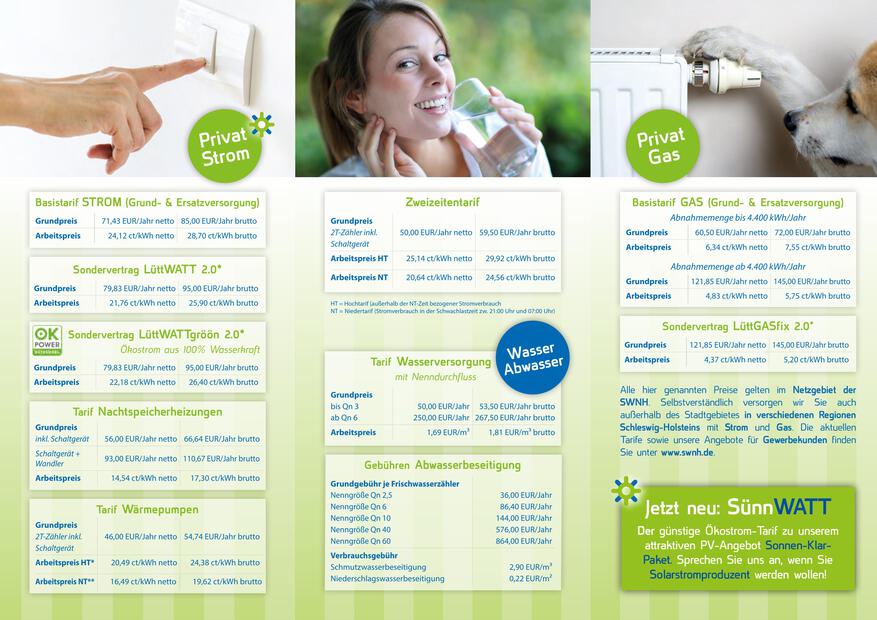 Privat
Strom
Basistarif STROM (Grund- & Ersatzversorgung)
Grundpreis 71,43 EUR/Jahr netto 85,00 EUR/Jahr brutto
Arbeitspreis 24,12 ct/kWh netto 28,70 ct/kWh brutto
Sondervertrag LüttWATT 2.0*
Grundpreis 79,83 EUR/Jahr netto 95,00 EUR/Jahr brutto
Arbeitspreis 21,76 ct/kWh netto 25,90 ct/kWh brutto
OK
POWER
Sondervertrag LüttWATTgröön 2.0*
Ökostrom aus 100% Wasserkraft
Grundpreis 79,83 EUR/Jahr netto 95,00 EUR/Jahr brutto
Arbeitspreis 22,18 ct/kWh netto 26,40 ct/kWh brutto
Tarif Nachtspeicherheizungen
Grundpreis
inkl. Schaltgerät 56,00 EUR/Jahr netto 66,64 EUR/Jahr brutto
Schaltgerät +
Wandler 93,00 EUR/Jahr netto 110,67 EUR/Jahr brutto
Arbeitspreis 14,54 ct/kWh netto 17,30 ct/kWh brutto
Tarif Wärmepumpen
Grundpreis
2T-Zähler inkl. 46,00 EUR/Jahr netto 54,74 EUR/Jahr brutto
Schaltgerät
Arbeitspreis HT* 20,49 ct/kWh netto 24,38 ct/kWh brutto
Arbeitspreis NT** 16,49 ct/kWh netto 19,62 ct/kWh brutto
Zweizeitentarif
Grundpreis
2T-Zähler inkl. 50,00 EUR/Jahr netto 59,50 EUR/Jahr brutto
Schaltgerät
Arbeitspreis HT 25,14 ct/kWh netto 29,92 ct/kWh brutto
Arbeitspreis NT 20,64 ct/kWh netto 24,56 ct/kWh brutto
HT = Hochtarif (außerhalb der NT-Zeit bezogener Stromverbrauch
NT = Niedertarif (Stromverbrauch in der Schwachlastzeit zw. 21:00 Uhr und 07:00 Uhr)
Wasser
Abwasser
Tarif Wasserversorgung
mit Nenndurchfluss
Grundpreis
bis Qn 3 50,00 EUR/Jahr 53,50 EUR/Jahr brutto
ab Qn 6 250,00 EUR/Jahr 267,50 EUR/Jahr brutto
Arbeitspreis 1,69 EUR/m³ 1,81 EUR/m³ brutto
Gebühren Abwasserbeseitigung
Grundgebühr je Frischwasserzähler
Nenngröße Qn 2,5 36,00 EUR/Jahr
Nenngröße Qn 6 86,40 EUR/Jahr
Nenngröße Qn 10 144,00 EUR/Jahr
Nenngröße Qn 40 576,00 EUR/Jahr
Nenngröße Qn 60 864,00 EUR/Jahr
Verbrauchsgebühr
Schmutzwasserbeseitigung 2,90 EUR/m³
Niederschlagswasserbeseitigung 0,22 EUR/m²
Privat
Gas
Basistarif GAS (Grund- & Ersatzversorgung)
Abnahmemenge bis 4.400 kWh/Jahr
Grundpreis 60,50 EUR/Jahr netto 72,00 EUR/Jahr brutto
Arbeitspreis 6,34 ct/kWh netto 7,55 ct/kWh brutto
Abnahmemenge ab 4.400 kWh/Jahr
Grundpreis 121,85 EUR/Jahr netto 145,00 EUR/Jahr brutto
Arbeitspreis 4,83 ct/kWh netto 5,75 ct/kWh brutto
Sondervertrag LüttGASfix 2.0*
Grundpreis 121,85 EUR/Jahr netto 145,00 EUR/Jahr brutto
Arbeitspreis 4,37 ct/kWh netto 5,20 ct/kWh brutto
Alle hier genannten Preise gelten im Netzgebiet der
SWNH. Selbstverständlich versorgen wir Sie auch
außerhalb des Stadtgebietes in verschiedenen Regionen
Schleswig-Holsteins mit Strom und Gas. Die aktuellen
Tarife sowie unsere Angebote für Gewerbekunden finden
Sie unter www.swnh.de.
Jetzt neu: SünnWATT
Der günstige Ökostrom-Tarif zu unserem
attraktiven PV-Angebot Sonnen-Klar-
Paket. Sprechen Sie uns an, wenn Sie
Solarstromproduzent werden wollen!